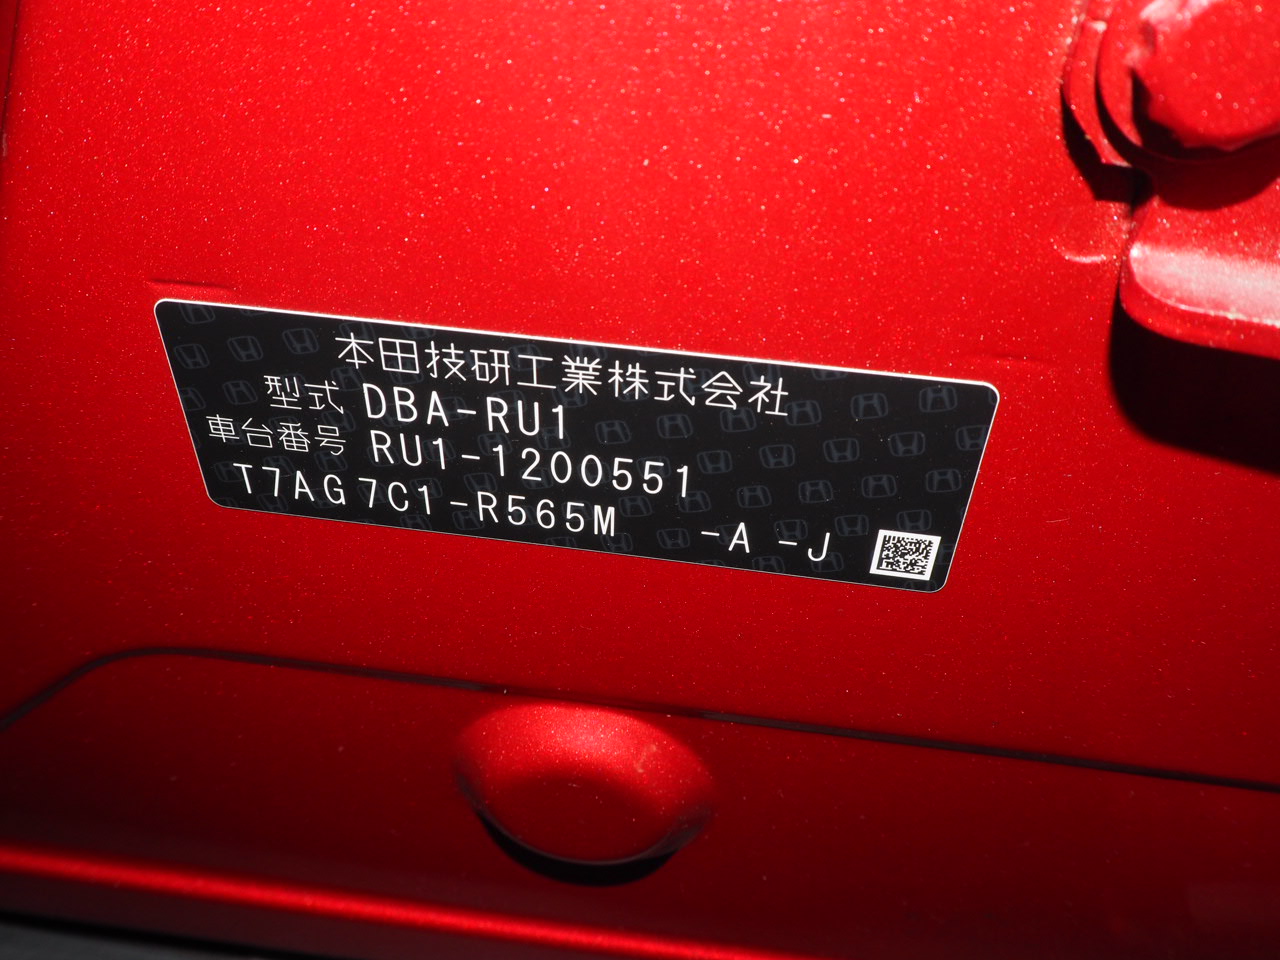 本田技研工業株式会社
型式 DBA-RU1
車台番号 RU1-1200551
T7AG7C1-R565M -A -J